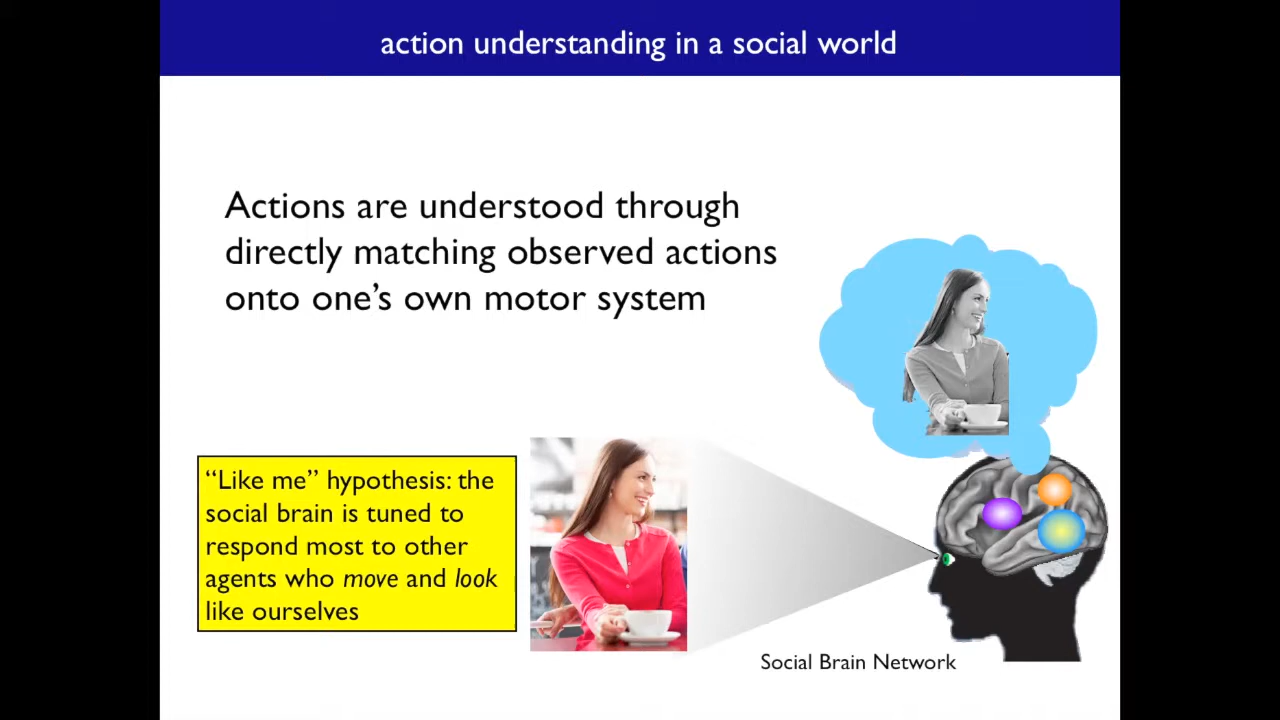 action understanding in a social world
Actions are understood through
directly matching observed actions
onto one’s own motor system
“Like me” hypothesis: the
social brain is tuned to
respond most to other
agents who move and look
like ourselves
Social Brain Network